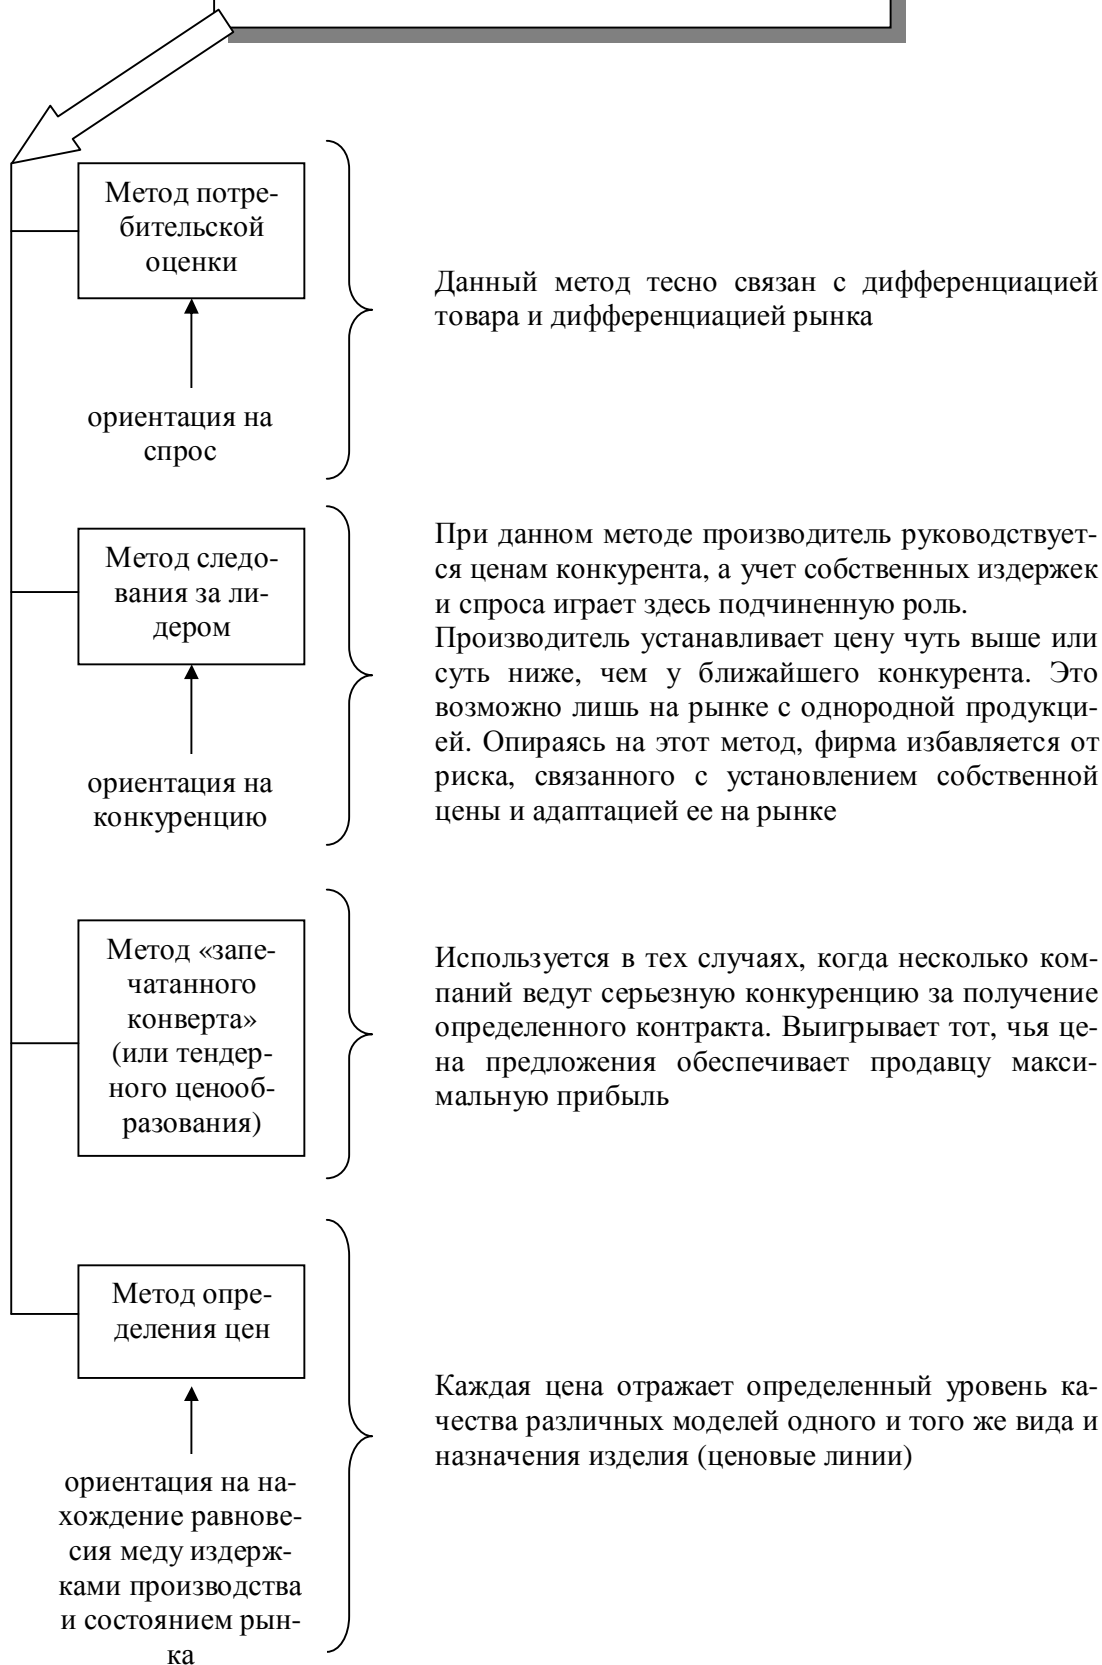 Метод потре-
бительской
оценки
ориентация на
спрос
Данный метод тесно связан с дифференциацией
товара и дифференциацией рынка
Метод следо-
вания за ли-
дером
ориентация на
конкуренцию
При данном методе производитель руководствует-
ся ценам конкурента, а учет собственных издержек
и спроса играет здесь подчиненную роль.
Производитель устанавливает цену чуть выше или
суть ниже, чем у ближайшего конкурента. Это
возможно лишь на рынке с однородной продукци-
ей. Опираясь на этот метод, фирма избавляется от
риска, связанного с установлением собственной
цены и адаптацией ее на рынке
Метод «запе-
чатанного
конверта»
(или тендер-
ного ценооб-
разования)
Используется в тех случаях, когда несколько ком-
паний ведут серьезную конкуренцию за получение
определенного контракта. Выигрывает тот, чья це-
на предложения обеспечивает продавцу макси-
мальную прибыль
Метод опре-
деления цен
ориентация на на-
хождение равнове-
сия меду издерж-
ками производства
и состоянием рын-
ка
Каждая цена отражает определенный уровень ка-
чества различных моделей одного и того же вида и
назначения изделия (ценовые линии)